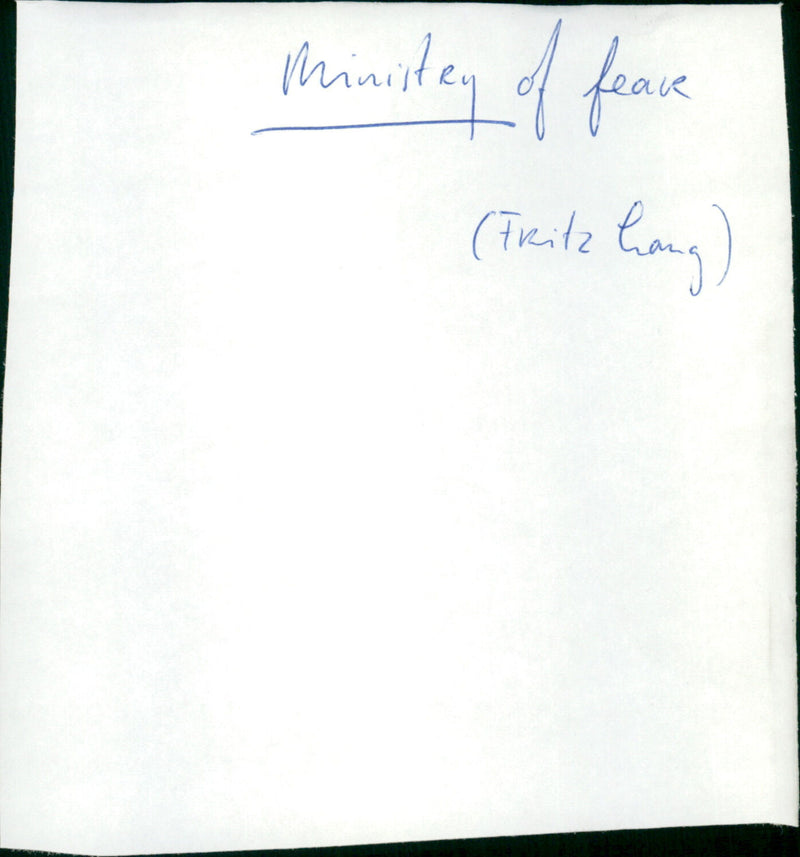 Ministry of fear
(Fritz Lang)